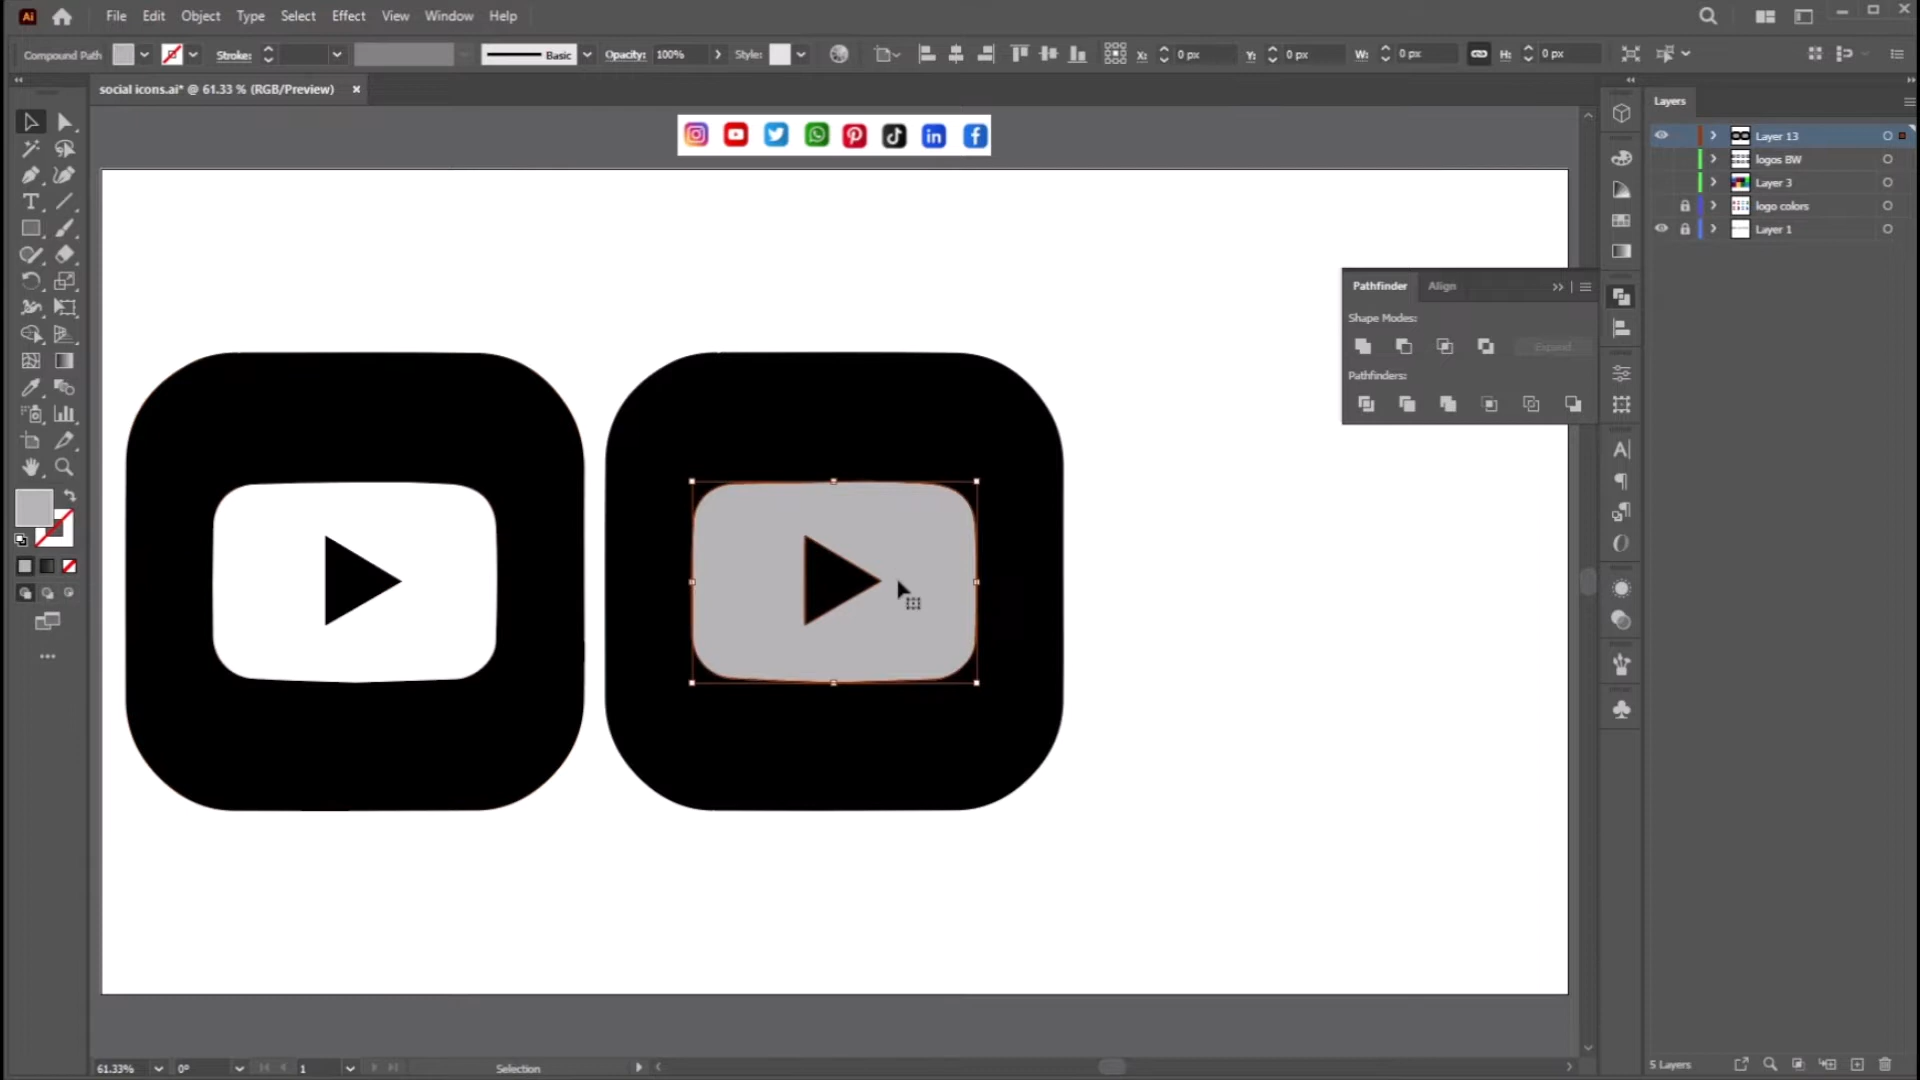 Ai File Edit Object Type Select Effect View Window Help
Compound Path Stroke: Basic Opacity: 100% Style: X: 0 px Y: 0 px W: 0 px H: 0 px
social icons.ai* @ 61.33 % (RGB/Preview) ×
Layers
Layer 13
logos BW
Layer 3
logo colors
Layer 1
Pathfinder Align
Shape Modes:
Expand
Pathfinders:
61.33% 0° 1 Selection
5 Layers